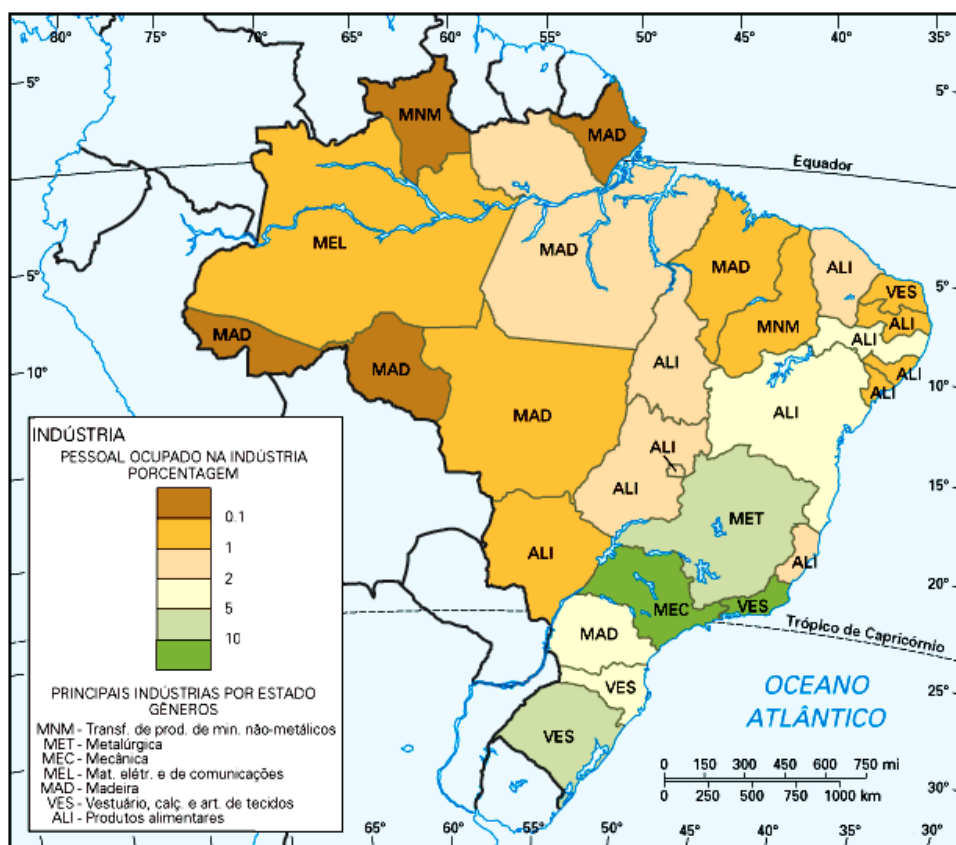 80° 75° 70° 65° 60° 55° 50° 45° 40° 35°
5° 5°
MNM
MAD
Equador
MEL
MAD
MAD
ALI
5° VES 5°
MNM
ALI
MAD
ALI
MAD
ALI
ALI
10° 10°
ALI
MAD
ALI
ALI
ALI
15° 15°
MET
ALI
ALI
20°
MEC
VES
Trópico de Capricórnio
MAD
VES
25°
VES
30°
65° 60° 55° 50° 45° 40° 35°
INDÚSTRIA
PESSOAL OCUPADO NA INDÚSTRIA
PORCENTAGEM
0.1
1
2
5
10
PRINCIPAIS INDÚSTRIAS POR ESTADO
GÊNEROS
MNM - Transf. de prod. de min. não-metálicos
MET - Metalúrgica
MEC - Mecânica
MEL - Mat. elétr. e de comunicações
MAD - Madeira
VES - Vestuário, calç. e art. de tecidos
ALI - Produtos alimentares
OCEANO
ATLÂNTICO
0 150 300 450 600 750 mi
0 250 500 750 1000 km